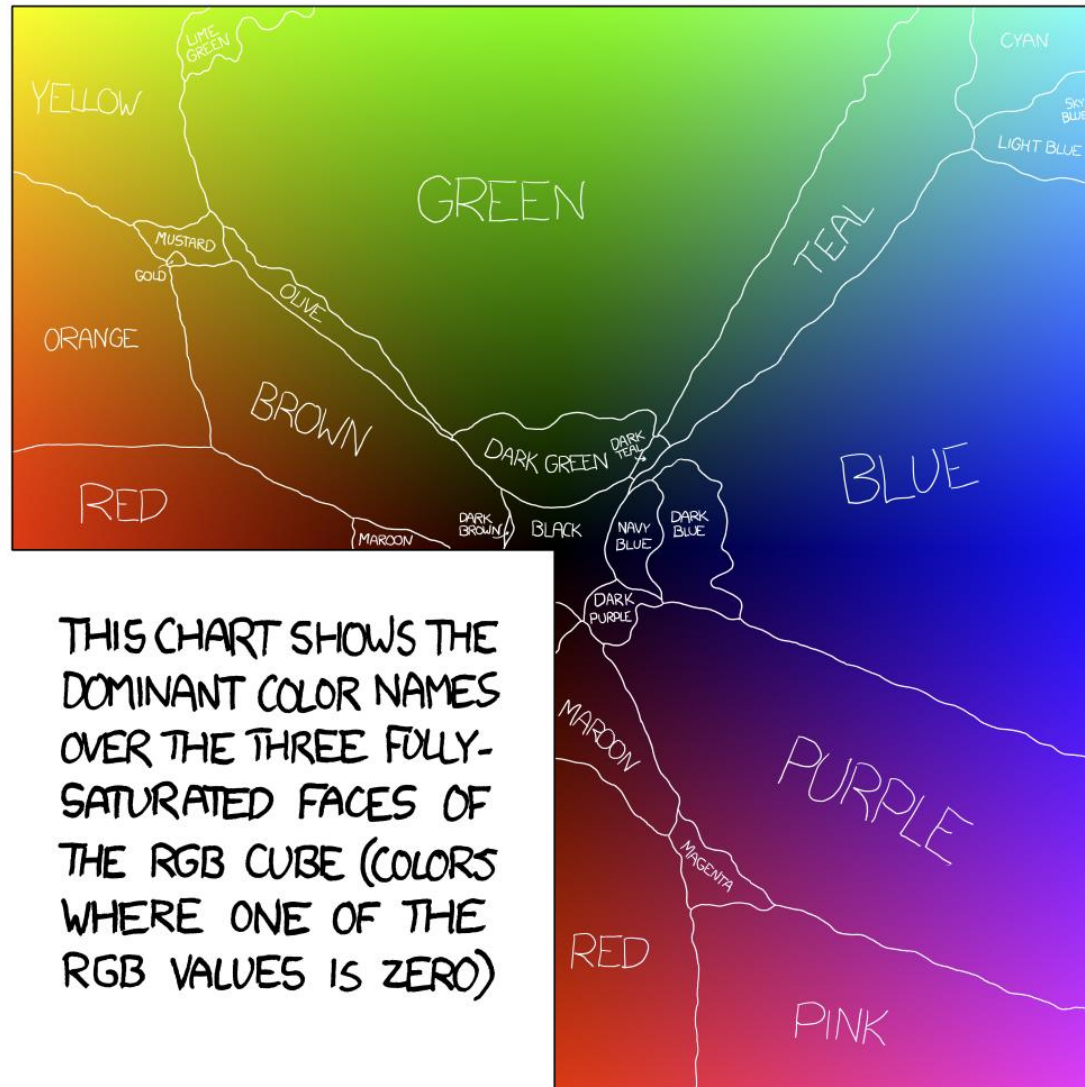 LIME
GREEN
CYAN
YELLOW
SKY
BLUE
LIGHT BLUE
GREEN
TEAL
MUSTARD
GOLD
OLIVE
ORANGE
BROWN
DARK GREEN
DARK
TEAL
BLUE
RED
MAROON
DARK
BROWN
BLACK
NAVY
BLUE
DARK
BLUE
DARK
PURPLE
THIS CHART SHOWS THE
DOMINANT COLOR NAMES
OVER THE THREE FULLY-
SATURATED FACES OF
THE RGB CUBE (COLORS
WHERE ONE OF THE
RGB VALUES IS ZERO)
MAROON
PURPLE
MAGENTA
RED
PINK